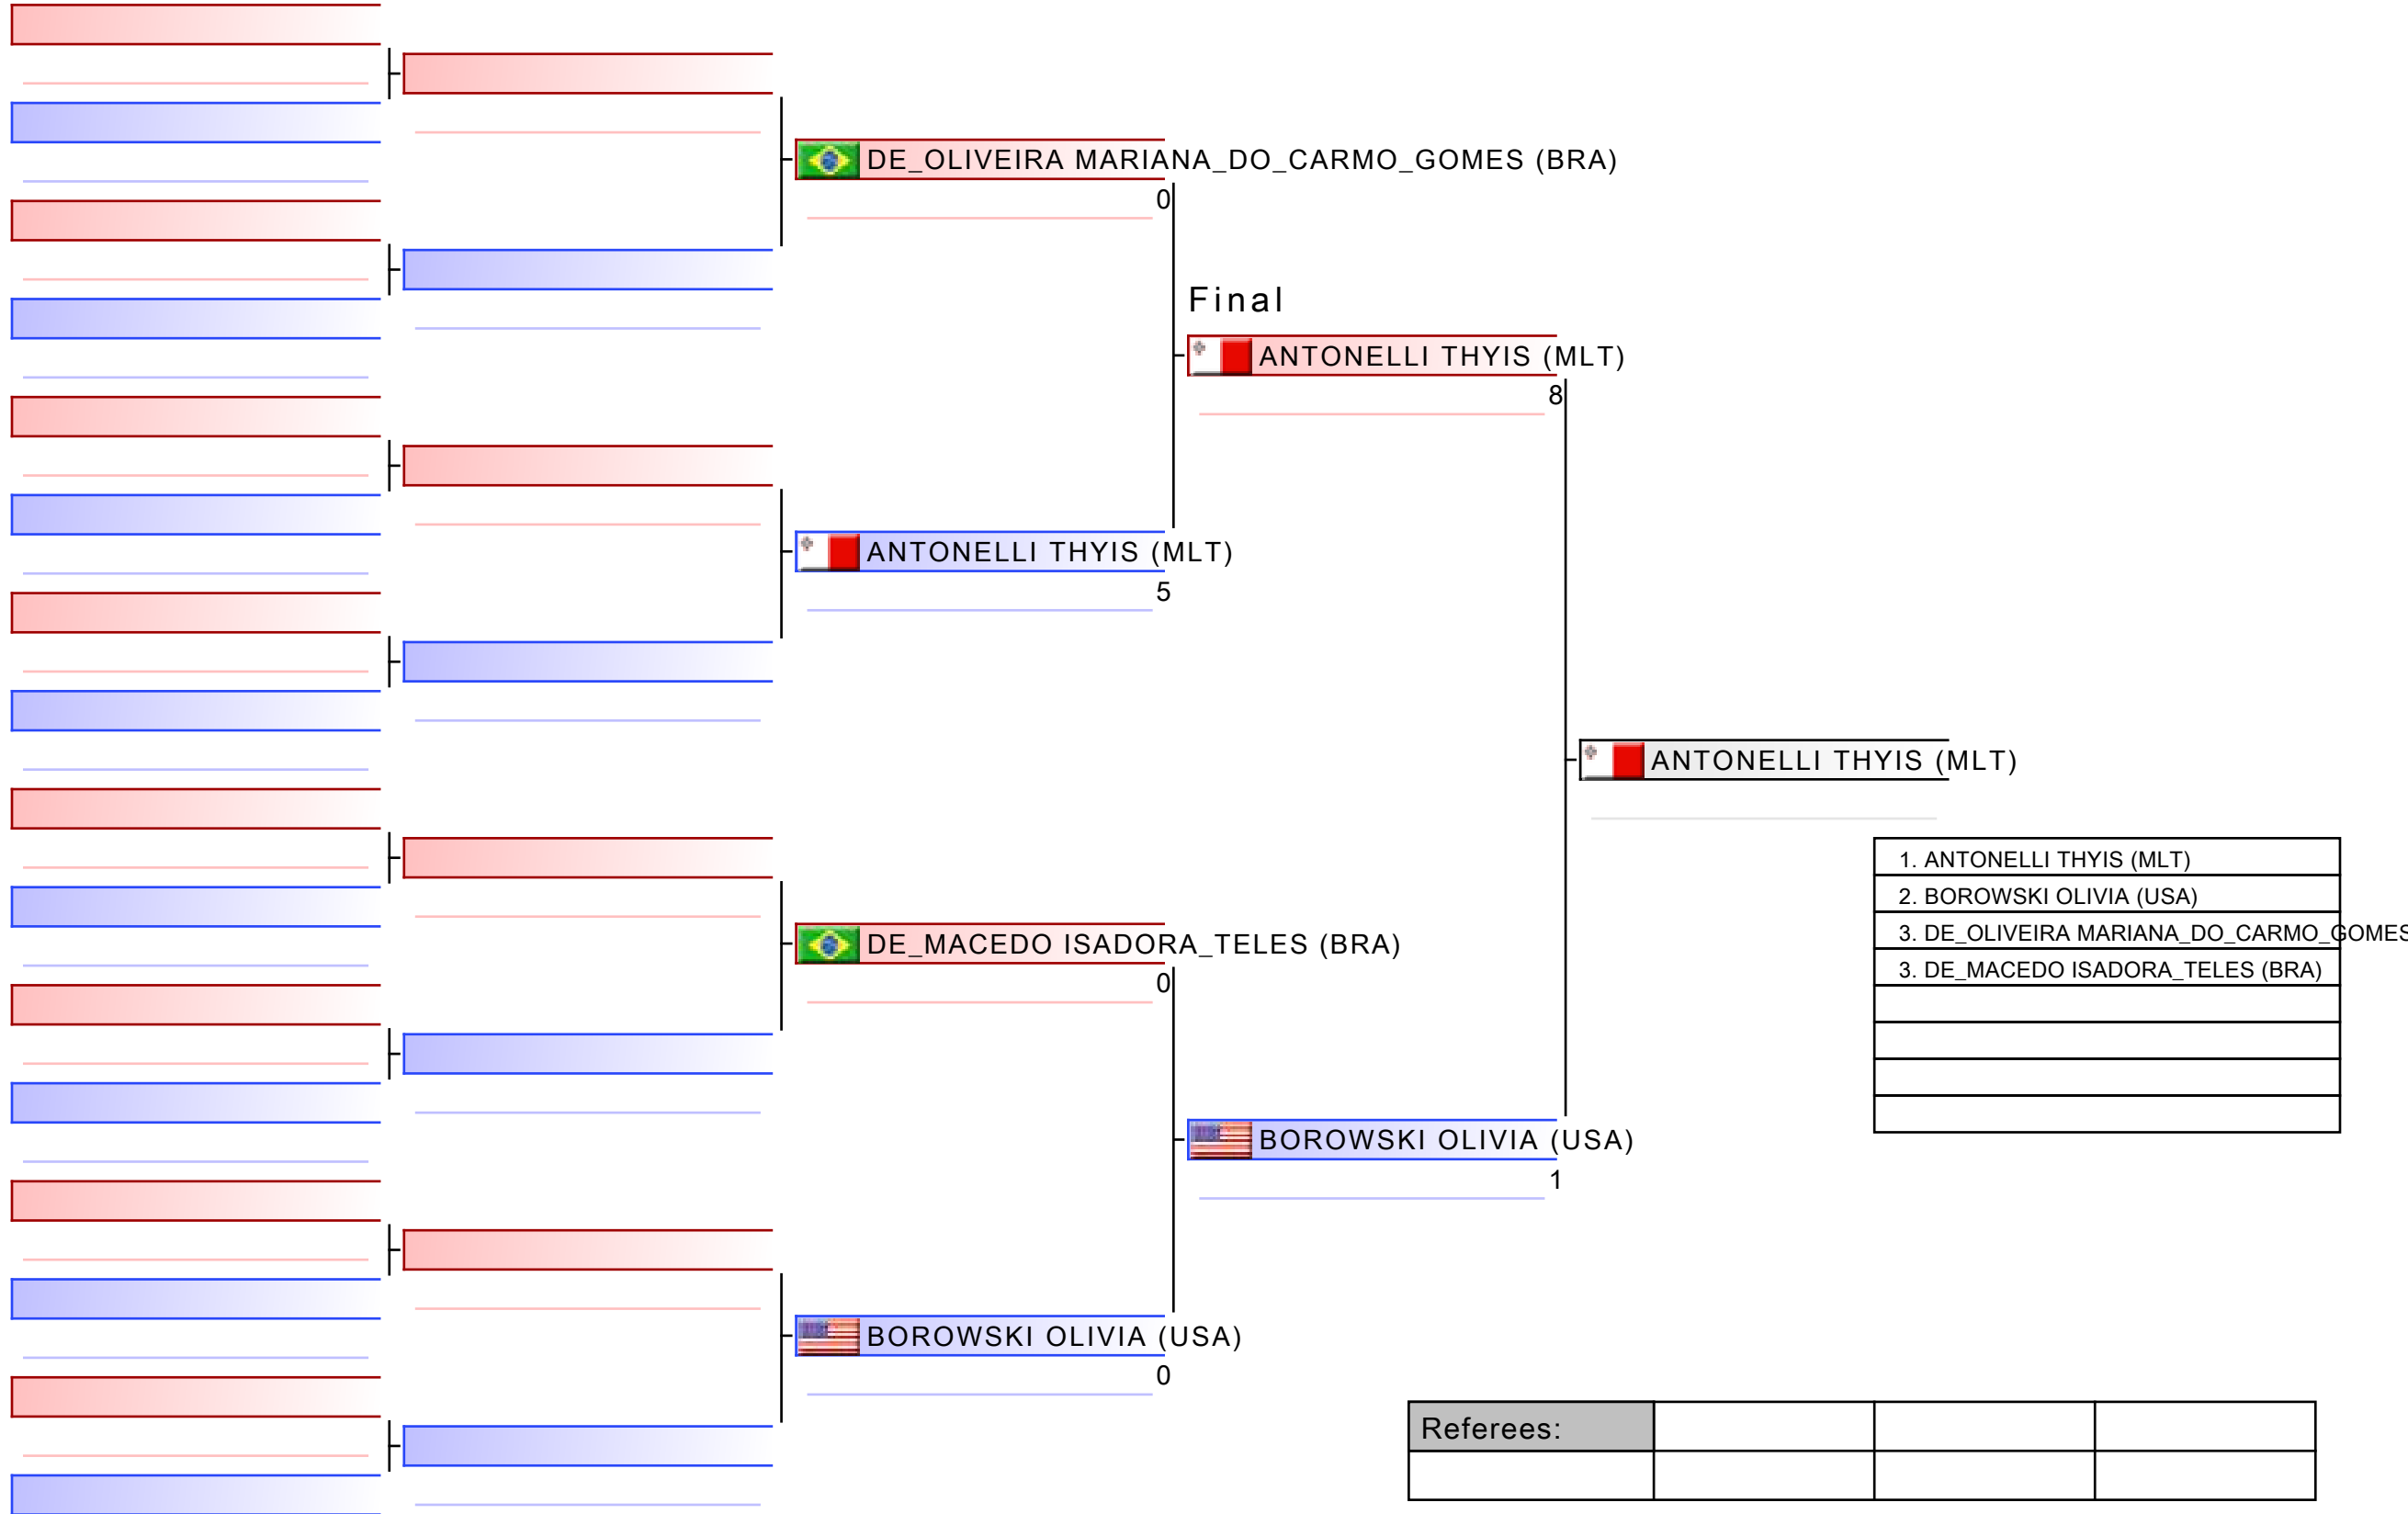 DE_OLIVEIRA MARIANA_DO_CARMO_GOMES (BRA)
0
Final
ANTONELLI THYIS (MLT)
8
ANTONELLI THYIS (MLT)
5
ANTONELLI THYIS (MLT)
1. ANTONELLI THYIS (MLT)
2. BOROWSKI OLIVIA (USA)
3. DE_OLIVEIRA MARIANA_DO_CARMO_GOMES
3. DE_MACEDO ISADORA_TELES (BRA)
DE_MACEDO ISADORA_TELES (BRA)
0
BOROWSKI OLIVIA (USA)
1
BOROWSKI OLIVIA (USA)
0
Referees: